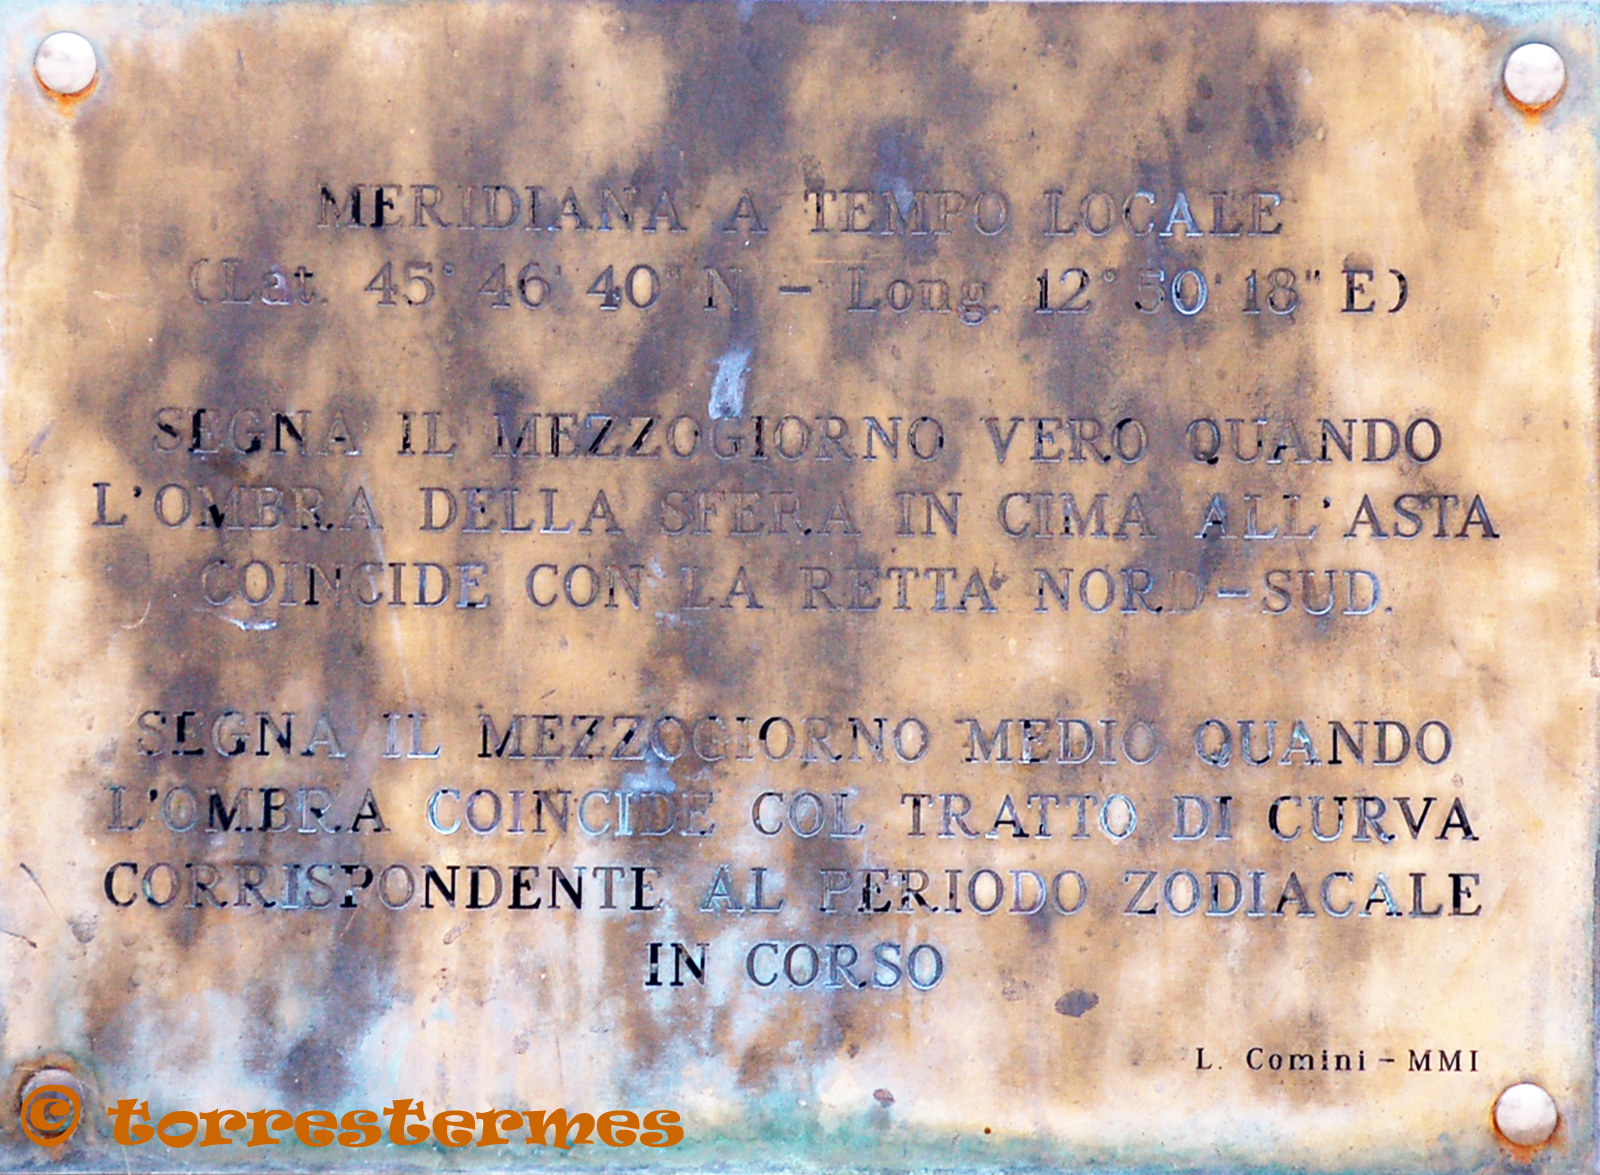 MERIDIANA A TEMPO LOCALE
(Lat. 45° 46' 40" N - Long. 12° 50' 18" E)
SEGNA IL MEZZOGIORNO VERO QUANDO
L'OMBRA DELLA SFERA IN CIMA ALL'ASTA
COINCIDE CON LA RETTA NORD-SUD.
SEGNA IL MEZZOGIORNO MEDIO QUANDO
L'OMBRA COINCIDE COL TRATTO DI CURVA
CORRISPONDENTE AL PERIODO ZODIACALE
IN CORSO
L. Comini - MMI
© torrestermes